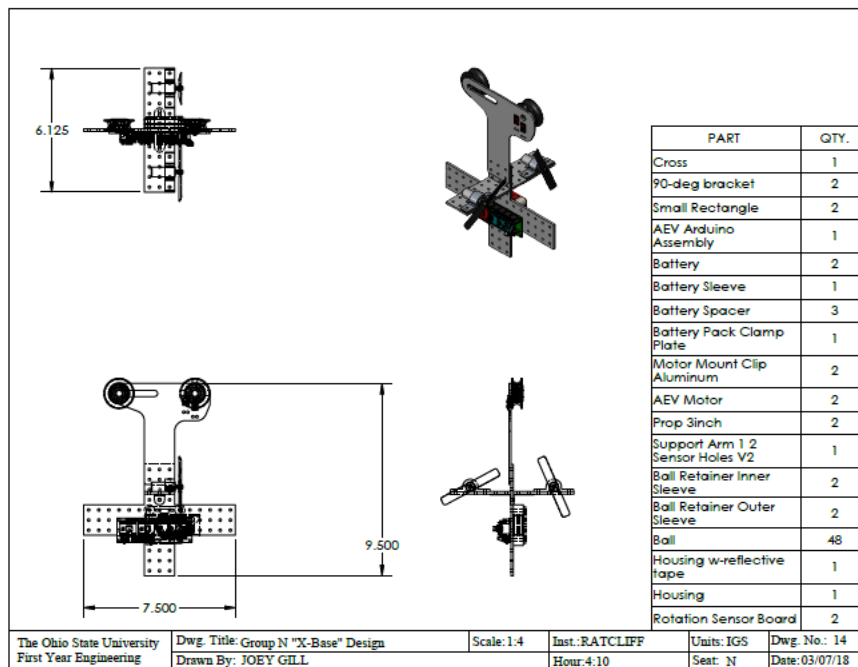 6.125
PART QTY.
Cross 1
90-deg bracket 2
Small Rectangle 2
AEV Arduino
Assembly 1
Battery 2
Battery Sleeve 1
Battery Spacer 3
Battery Pack Clamp
Plate 1
Motor Mount Clip
Aluminum 2
AEV Motor 2
Prop 3inch 2
Support Arm 1 2
Sensor Holes V2 1
Ball Retainer Inner
Sleeve 2
Ball Retainer Outer
Sleeve 2
Ball 48
Housing w-reflective
tape 1
Housing 1
Rotation Sensor Board 2
9.500
7.500
The Ohio State University
First Year Engineering
Dwg. Title: Group N "X-Base" Design
Scale:1:4
Inst.:RATCLIFF
Units: IGS
Dwg. No.: 14
Drawn By: JOEY GILL
Hour:4:10
Seat: N
Date:03/07/18